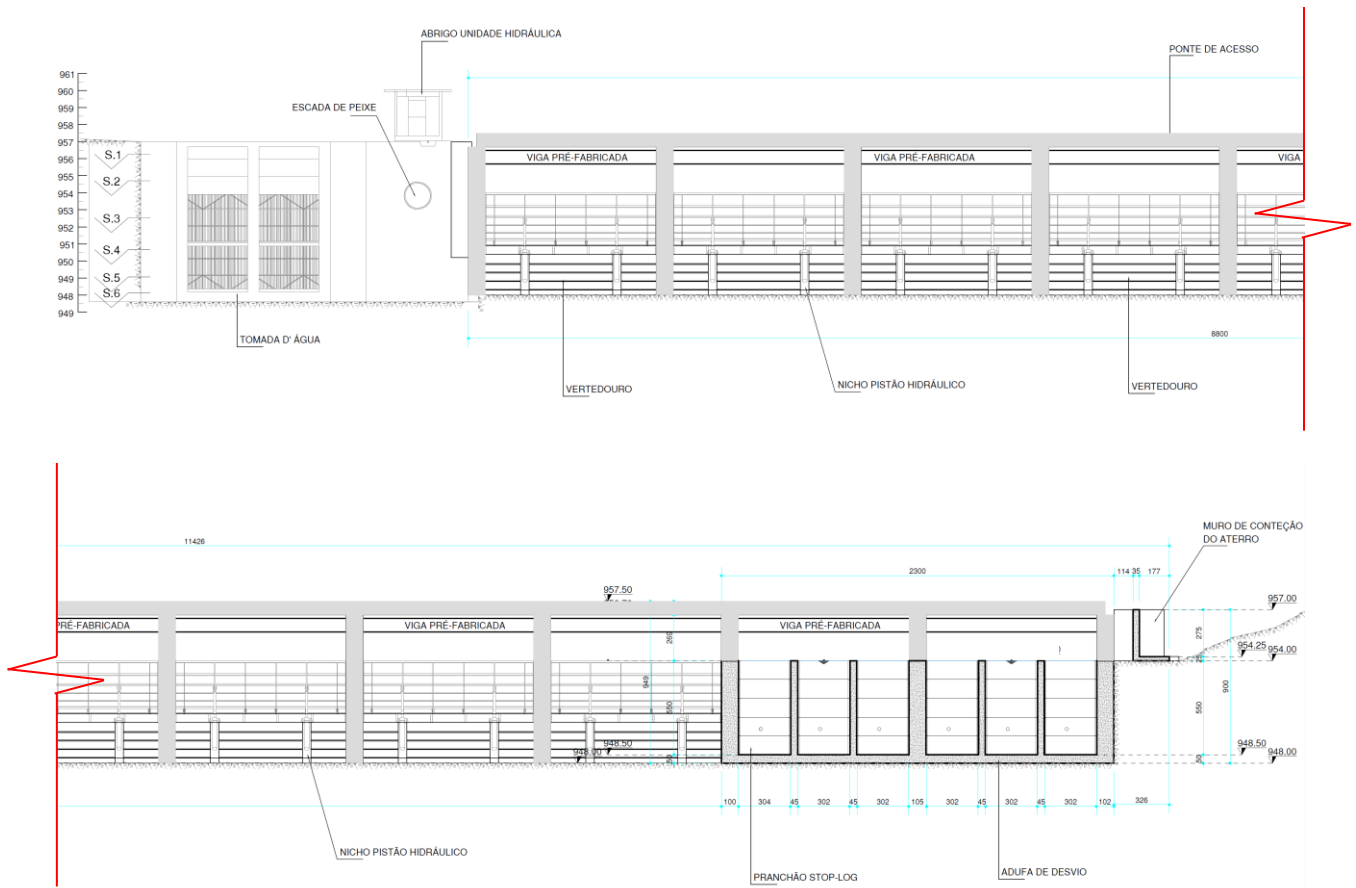 ABRIGO UNIDADE HIDRÁULICA
PONTE DE ACESSO
961
960
959
958
957
956
955
954
953
952
951
950
949
948
949
ESCADA DE PEIXE
S.1
S.2
S.3
S.4
S.5
S.6
VIGA PRÉ-FABRICADA
VIGA PRÉ-FABRICADA
VIGA
TOMADA D' ÁGUA
8800
VERTEDOURO
NICHO PISTÃO HIDRÁULICO
VERTEDOURO
MURO DE CONTEÇÃO
DO ATERRO
11426
2300
114 35 177
957.50
957.00
PRÉ-FABRICADA
VIGA PRÉ-FABRICADA
VIGA PRÉ-FABRICADA
269
275
954.25
954.00
25
949
550
550
900
948.50
948.00
50
948.50
948.00
50
100 304 45 302 45 302 105 302 45 302 45 302 102 326
NICHO PISTÃO HIDRÁULICO
PRANCHÃO STOP-LOG
ADUFA DE DESVIO